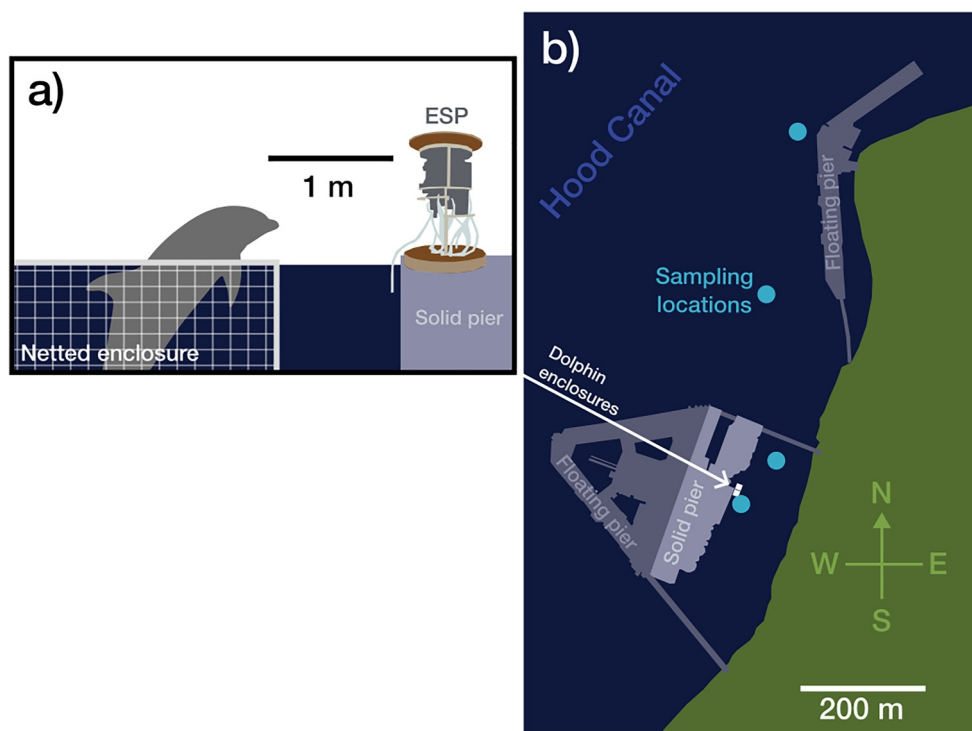 a)
ESP
1 m
Solid pier
Netted enclosure
b)
Hood Canal
Floating pier
Sampling
locations
Dolphin
enclosures
Floating pier
Solid pier
N
W E
S
200 m